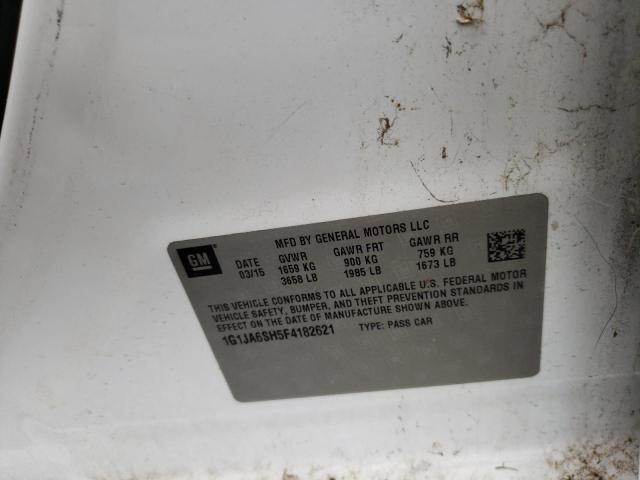 GM
MFD BY GENERAL MOTORS LLC
DATE GVWR GAWR FRT GAWR RR
03/15 1659 KG 900 KG 759 KG
3658 LB 1985 LB 1673 LB
THIS VEHICLE CONFORMS TO ALL APPLICABLE U.S. FEDERAL MOTOR
VEHICLE SAFETY, BUMPER, AND THEFT PREVENTION STANDARDS IN
EFFECT ON THE DATE OF MANUFACTURE SHOWN ABOVE.
1G1JA6SH5F4182621 TYPE: PASS CAR